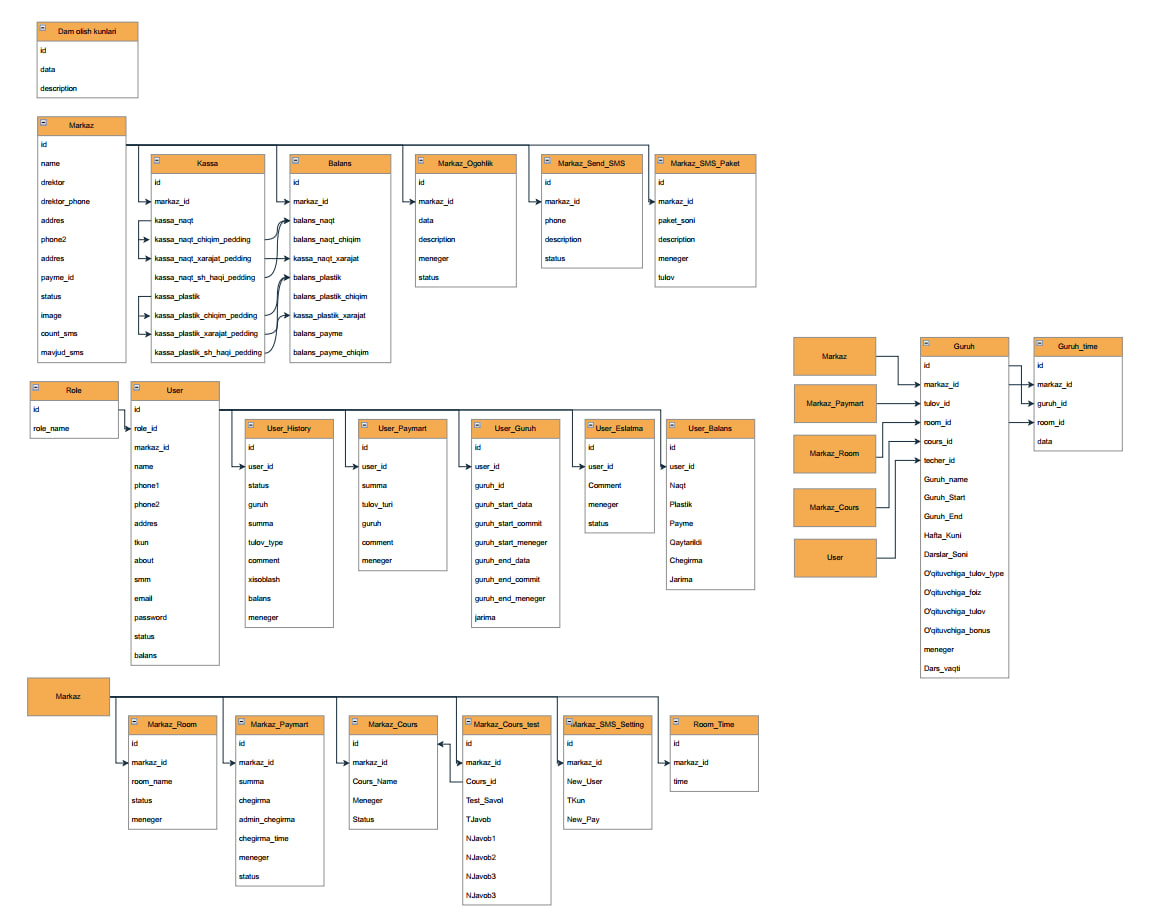 Dam olish kunlari
id
data
description
Markaz
id
name
drektor
drektor_phone
addres
phone2
addres
payme_id
status
image
count_sms
mavjud_sms
Kassa
id
markaz_id
kassa_naqt
kassa_naqt_chiqim_pedding
kassa_naqt_xarajat_pedding
kassa_naqt_sh_haqi_pedding
kassa_plastik
kassa_plastik_chiqim_pedding
kassa_plastik_xarajat_pedding
kassa_plastik_sh_haqi_pedding
Balans
id
markaz_id
balans_naqt
balans_naqt_chiqim
kassa_naqt_xarajat
balans_plastik
balans_plastik_chiqim
kassa_plastik_xarajat
balans_payme
balans_payme_chiqim
Markaz_Ogohlik
id
markaz_id
data
description
meneger
status
Markaz_Send_SMS
id
markaz_id
phone
description
status
Markaz_SMS_Paket
id
markaz_id
paket_soni
description
meneger
tulov
Role
id
role_name
User
id
role_id
markaz_id
name
phone1
phone2
addres
tkun
about
smm
email
password
status
balans
User_History
id
user_id
status
guruh
summa
tulov_type
comment
xisoblash
balans
meneger
User_Paymart
id
user_id
summa
tulov_turi
guruh
comment
meneger
User_Guruh
id
user_id
guruh_id
guruh_start_data
guruh_start_commit
guruh_start_meneger
guruh_end_data
guruh_end_commit
guruh_end_meneger
jarima
User_Eslatma
id
user_id
Comment
meneger
status
User_Balans
id
user_id
Naqt
Plastik
Payme
Qaytarildi
Chegirma
Jarima
Markaz
Markaz_Paymart
Markaz_Room
Markaz_Cours
User
Guruh
id
markaz_id
tulov_id
room_id
cours_id
techer_id
Guruh_name
Guruh_Start
Guruh_End
Hafta_Kuni
Darslar_Soni
O'qituvchiga_tulov_type
O'qituvchiga_foiz
O'qituvchiga_tulov
O'qituvchiga_bonus
meneger
Dars_vaqti
Guruh_time
id
markaz_id
guruh_id
room_id
data
Markaz
Markaz_Room
id
markaz_id
room_name
status
meneger
Markaz_Paymart
id
markaz_id
summa
chegirma
admin_chegirma
chegirma_time
meneger
status
Markaz_Cours
id
markaz_id
Cours_Name
Meneger
Status
Markaz_Cours_test
id
markaz_id
Cours_id
Test_Savol
TJavob
NJavob1
NJavob2
NJavob3
NJavob3
Markaz_SMS_Setting
id
markaz_id
New_User
TKun
New_Pay
Room_Time
id
markaz_id
time